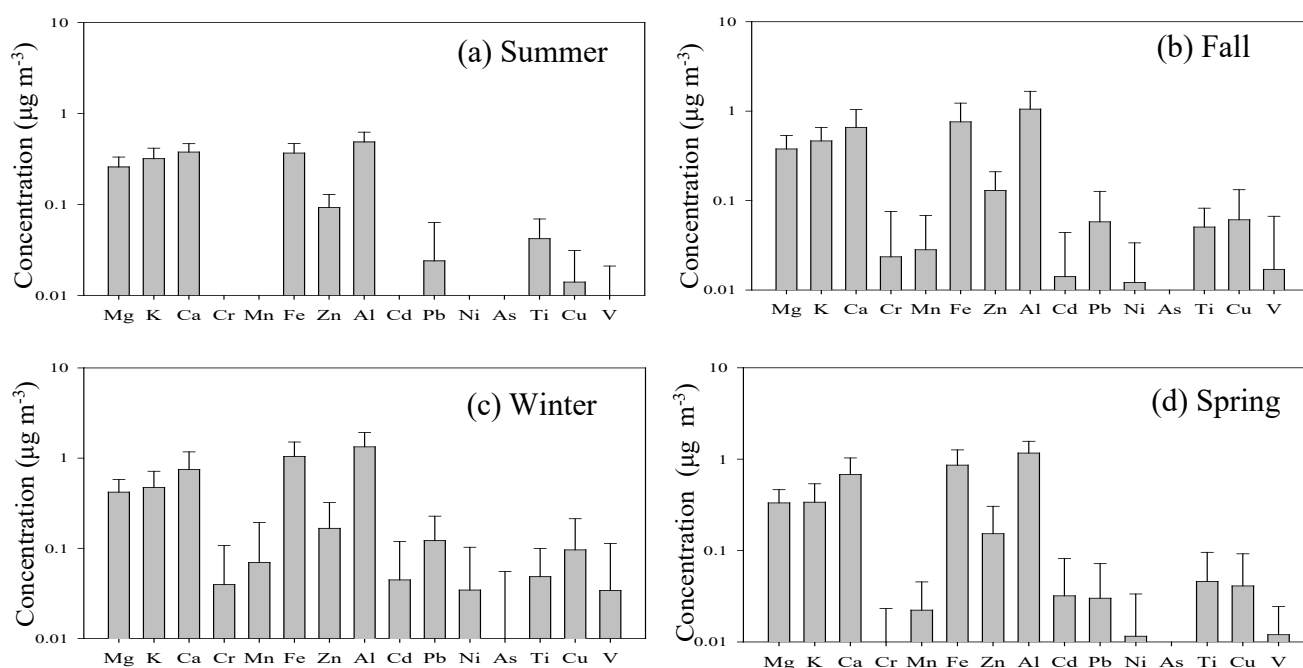 (a) Summer
Concentration (µg m-3)
10
1
0.1
0.01
Mg K Ca Cr Mn Fe Zn Al Cd Pb Ni As Ti Cu V
(b) Fall
Concentration (µg m-3)
10
1
0.1
0.01
Mg K Ca Cr Mn Fe Zn Al Cd Pb Ni As Ti Cu V
(c) Winter
Concentration (µg m-3)
10
1
0.1
0.01
Mg K Ca Cr Mn Fe Zn Al Cd Pb Ni As Ti Cu V
(d) Spring
Concentration (µg m-3)
10
1
0.1
0.01
Mg K Ca Cr Mn Fe Zn Al Cd Pb Ni As Ti Cu V